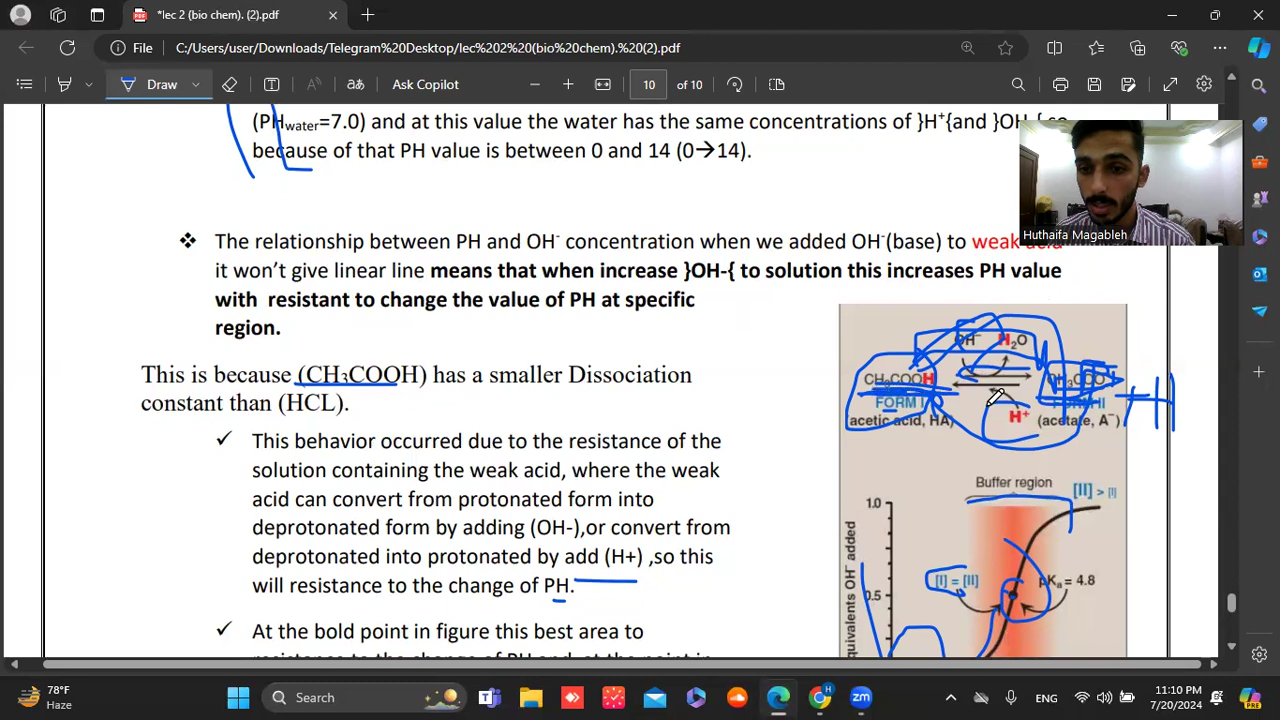 *lec 2 (bio chem). (2).pdf
File C:/Users/user/Downloads/Telegram%20Desktop/lec%202%20(bio%20chem).%20(2).pdf
Draw Ask Copilot 10 of 10
(PHwater=7.0) and at this value the water has the same concentrations of }H+{and }OH-{ so
because of that PH value is between 0 and 14 (0→14).
Huthaifa Magableh
❖ The relationship between PH and OH- concentration when we added OH-(base) to weak acid
it won't give linear line means that when increase }OH-{ to solution this increases PH value
with resistant to change the value of PH at specific
region.
This is because (CH3COOH) has a smaller Dissociation
constant than (HCL).
✓ This behavior occurred due to the resistance of the
solution containing the weak acid, where the weak
acid can convert from protonated form into
deprotonated form by adding (OH-),or convert from
deprotonated into protonated by add (H+) ,so this
will resistance to the change of PH.
✓ At the bold point in figure this best area to
OH- H2O
CH3COOH CH3COO-
FORM I FORM II
(acetic acid, HA) H+ (acetate, A-)
+H
Buffer region
[II] > [I]
1.0
[I] = [II] pKa = 4.8
0.5
equivalents OH- added
78°F
Haze
Search
ENG
11:10 PM
7/20/2024